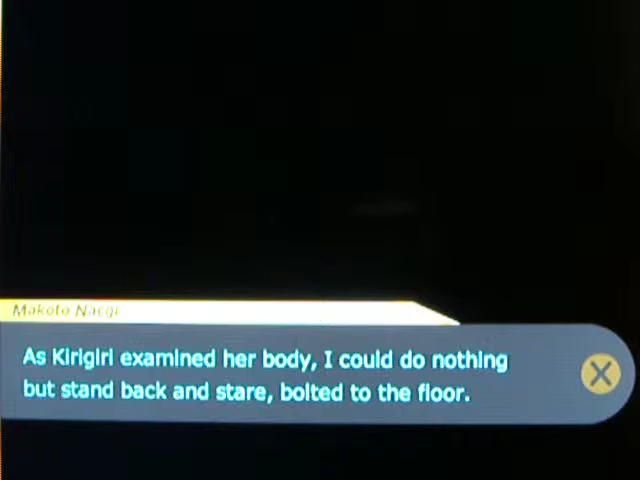 Makoto Naegi
As Kirigiri examined her body, I could do nothing
but stand back and stare, bolted to the floor.